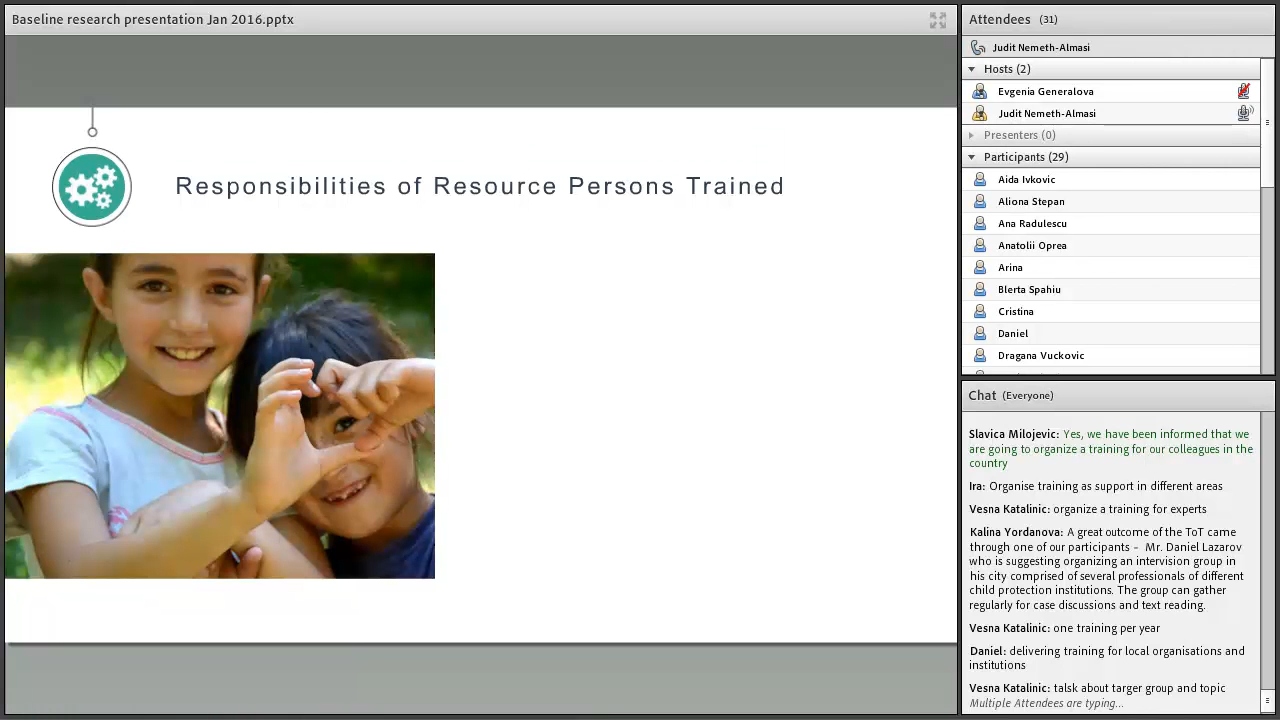 Baseline research presentation Jan 2016.pptx
Responsibilities of Resource Persons Trained
Attendees (31)
Judit Nemeth-Almasi
Hosts (2)
Evgenia Generalova
Judit Nemeth-Almasi
Presenters (0)
Participants (29)
Aida Ivkovic
Aliona Stepan
Ana Radulescu
Anatolii Oprea
Arina
Blerta Spahiu
Cristina
Daniel
Dragana Vuckovic
Chat (Everyone)
Slavica Milojevic: Yes, we have been informed that we
are going to organize a training for our colleagues in the
country
Ira: Organise training as support in different areas
Vesna Katalinic: organize a training for experts
Kalina Yordanova: A great outcome of the ToT came
through one of our participants - Mr. Daniel Lazarov
who is suggesting organizing an intervision group in
his city comprised of several professionals of different
child protection institutions. The group can gather
regularly for case discussions and text reading.
Vesna Katalinic: one training per year
Daniel: delivering training for local organisations and
institutions
Vesna Katalinic: talsk about targer group and topic
Multiple Attendees are typing...